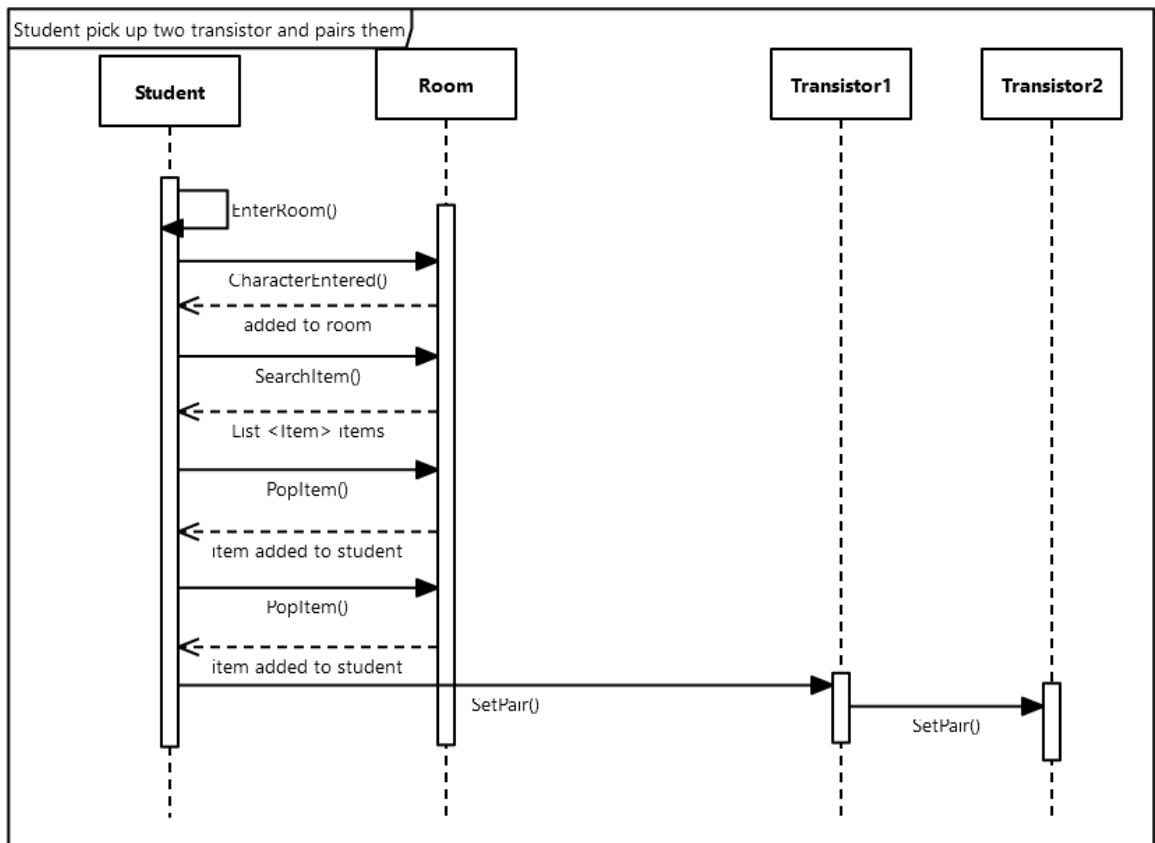 Student pick up two transistor and pairs them
Student
Room
Transistor1
Transistor2
EnterRoom()
CharacterEntered()
added to room
SearchItem()
List <Item> items
PopItem()
item added to student
PopItem()
item added to student
SetPair()
SetPair()